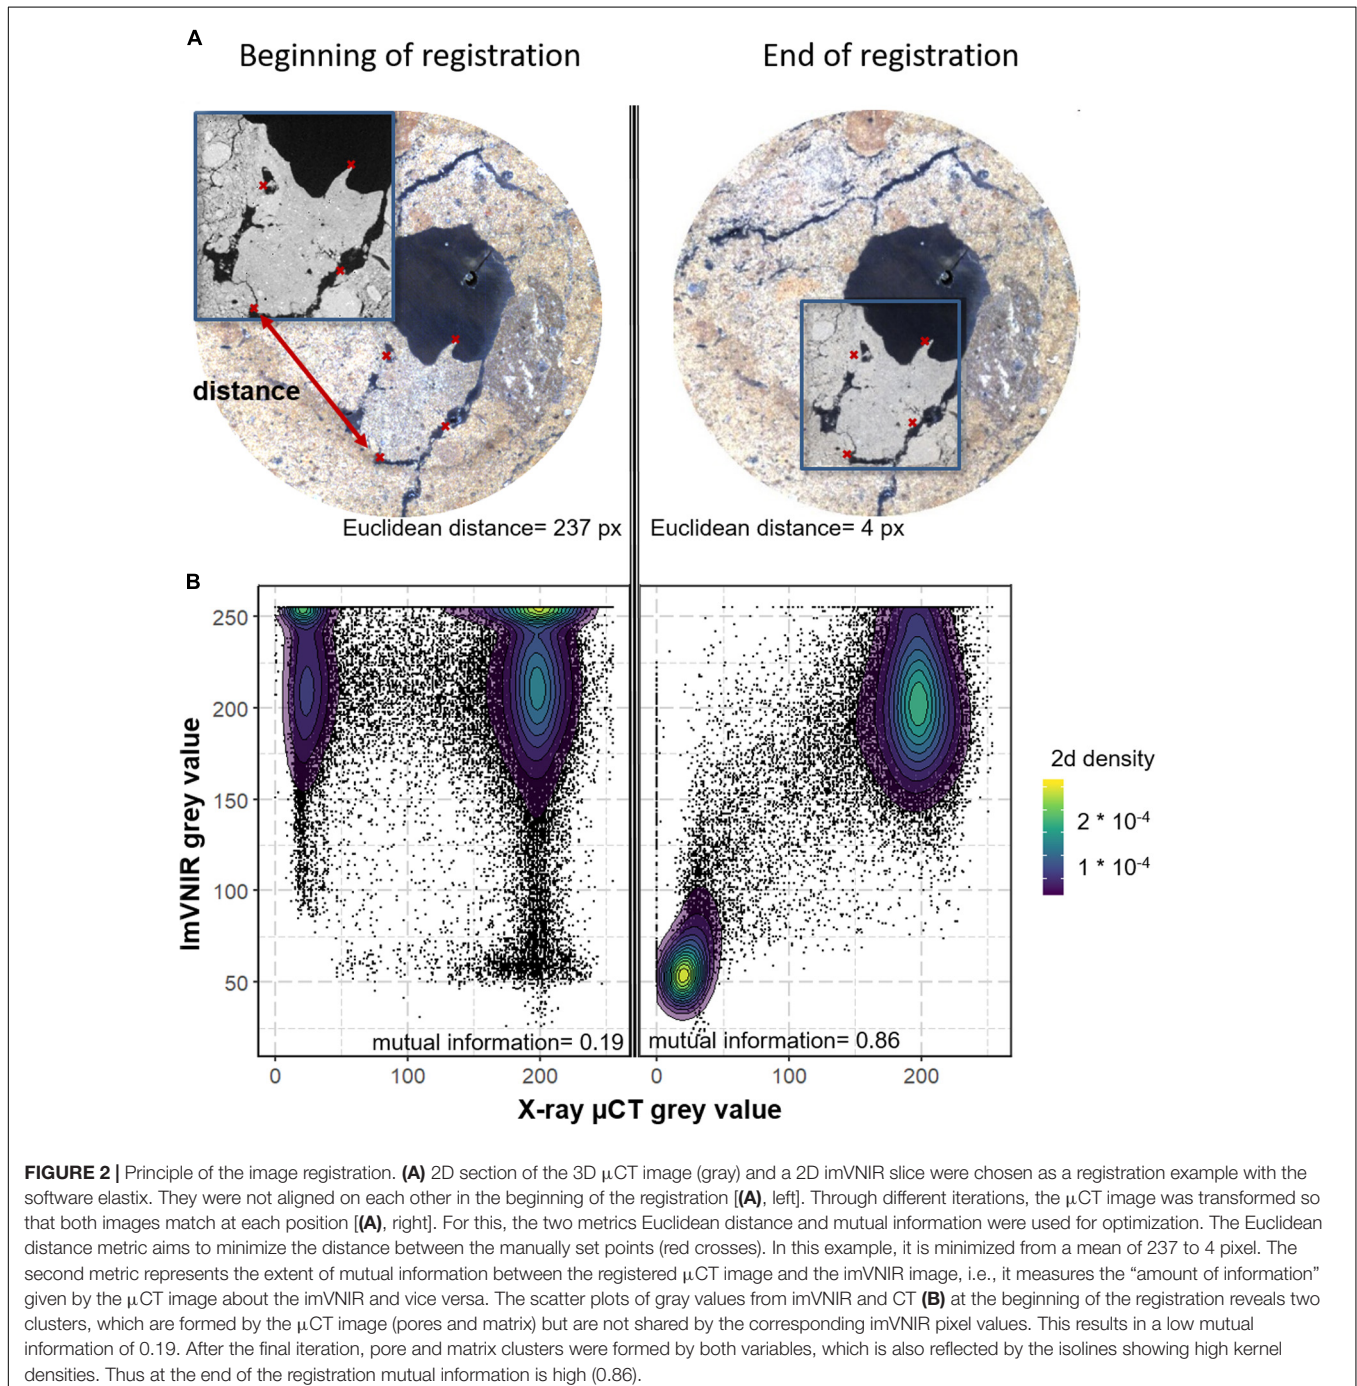 A
Beginning of registration
End of registration
distance
Euclidean distance= 237 px
Euclidean distance= 4 px
B
ImVNIR grey value
250
200
150
100
50
mutual information= 0.19
mutual information= 0.86
0
100
200
0
100
200
X-ray µCT grey value
2d density
2 * 10-4
1 * 10-4
FIGURE 2 | Principle of the image registration. (A) 2D section of the 3D µCT image (gray) and a 2D imVNIR slice were chosen as a registration example with the
software elastix. They were not aligned on each other in the beginning of the registration [(A), left]. Through different iterations, the µCT image was transformed so
that both images match at each position [(A), right]. For this, the two metrics Euclidean distance and mutual information were used for optimization. The Euclidean
distance metric aims to minimize the distance between the manually set points (red crosses). In this example, it is minimized from a mean of 237 to 4 pixel. The
second metric represents the extent of mutual information between the registered µCT image and the imVNIR image, i.e., it measures the “amount of information”
given by the µCT image about the imVNIR and vice versa. The scatter plots of gray values from imVNIR and CT (B) at the beginning of the registration reveals two
clusters, which are formed by the µCT image (pores and matrix) but are not shared by the corresponding imVNIR pixel values. This results in a low mutual
information of 0.19. After the final iteration, pore and matrix clusters were formed by both variables, which is also reflected by the isolines showing high kernel
densities. Thus at the end of the registration mutual information is high (0.86).